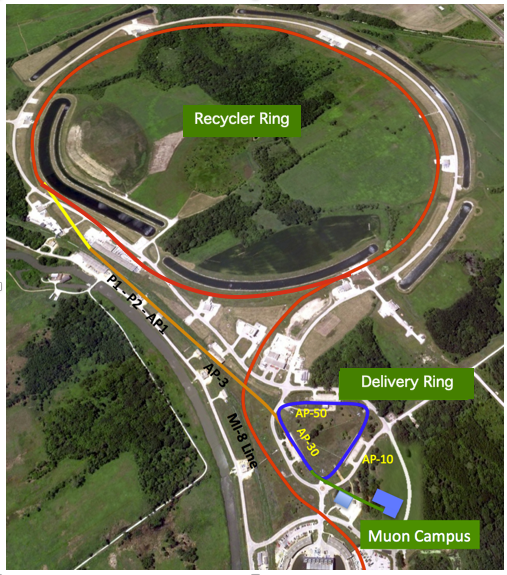 Recycler Ring
P1 - P2 - AP1
AP-3
MI-8 Line
Delivery Ring
AP-50
AP-30
AP-10
Muon Campus